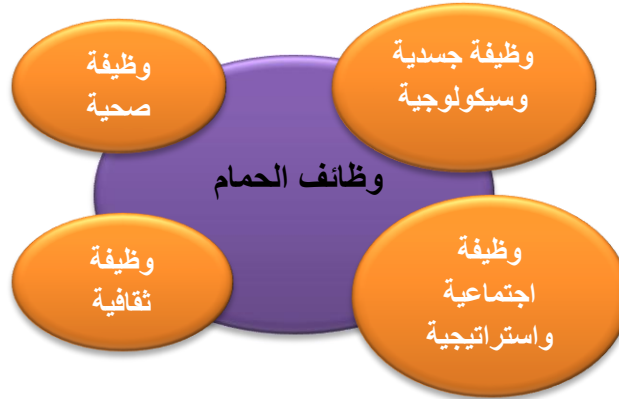 وظيفة جسدية
وسيكولوجية
وظيفة
صحية
وظائف الحمام
وظيفة
اجتماعية
واستراتيجية
وظيفة
ثقافية